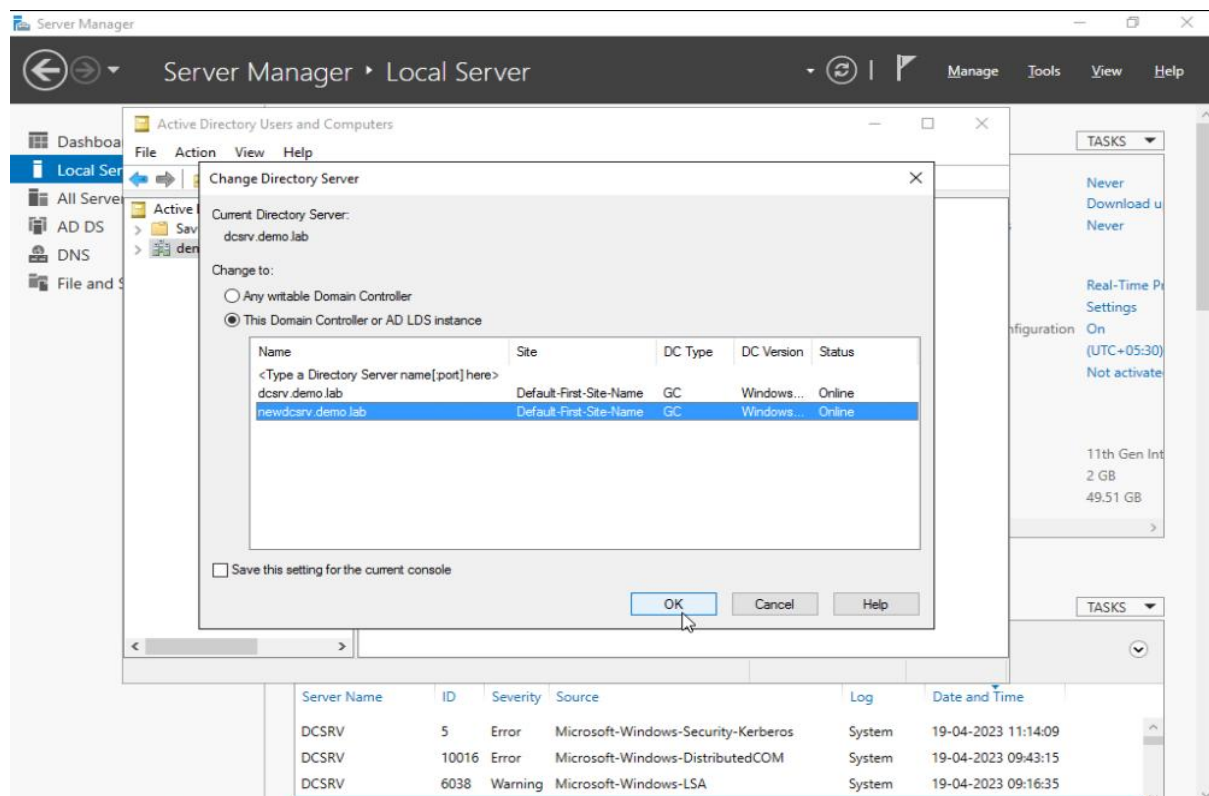 Server Manager
Server Manager ‣ Local Server
Manage Tools View Help
Dashboa
Local Ser
All Server
AD DS
DNS
File and S
Active Directory Users and Computers
File Action View Help
Active
Sav
den
Change Directory Server
Current Directory Server:
dcsrv.demo.lab
Change to:
Any writable Domain Controller
This Domain Controller or AD LDS instance
Name Site DC Type DC Version Status
<Type a Directory Server name[:port] here>
dcsrv.demo.lab Default-First-Site-Name GC Windows... Online
newdcsrv.demo.lab Default-First-Site-Name GC Windows... Online
Save this setting for the current console
OK Cancel Help
TASKS
Never
Download u
Never
Real-Time Pr
Settings
nfiguration On
(UTC+05:30)
Not activate
11th Gen Int
2 GB
49.51 GB
TASKS
Server Name ID Severity Source Log Date and Time
DCSRV 5 Error Microsoft-Windows-Security-Kerberos System 19-04-2023 11:14:09
DCSRV 10016 Error Microsoft-Windows-DistributedCOM System 19-04-2023 09:43:15
DCSRV 6038 Warning Microsoft-Windows-LSA System 19-04-2023 09:16:35